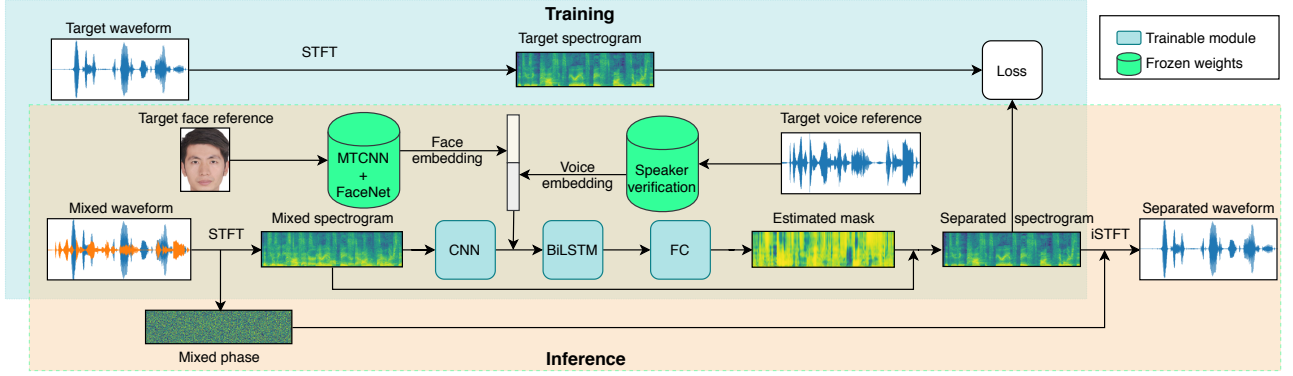 Training
Target waveform
STFT
Target spectrogram
Loss
Trainable module
Frozen weights
Target face reference
MTCNN
+
FaceNet
Face
embedding
Voice
embedding
Speaker
verification
Target voice reference
Mixed waveform
STFT
Mixed spectrogram
CNN
BiLSTM
FC
Estimated mask
Separated spectrogram
iSTFT
Separated waveform
Mixed phase
Inference